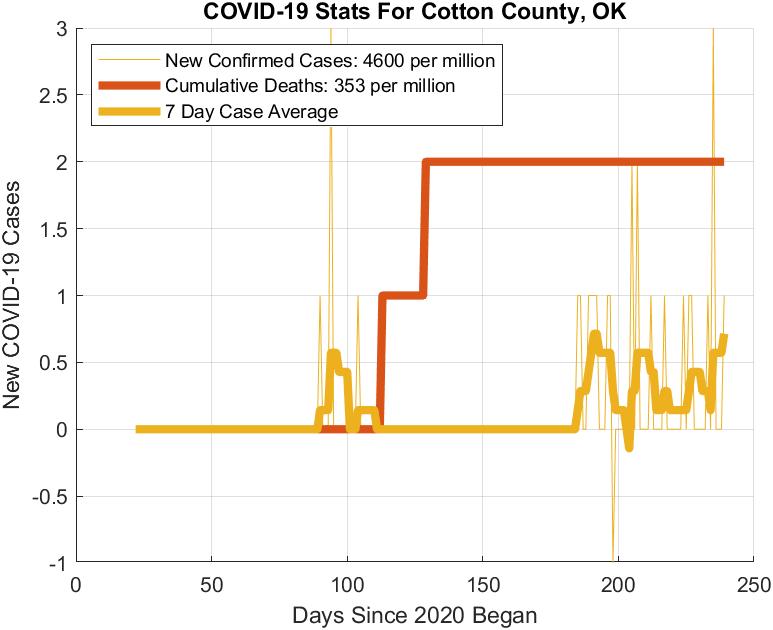 COVID-19 Stats For Cotton County, OK
New Confirmed Cases: 4600 per million
Cumulative Deaths: 353 per million
7 Day Case Average
New COVID-19 Cases
3
2.5
2
1.5
1
0.5
0
-0.5
-1
0 50 100 150 200 250
Days Since 2020 Began